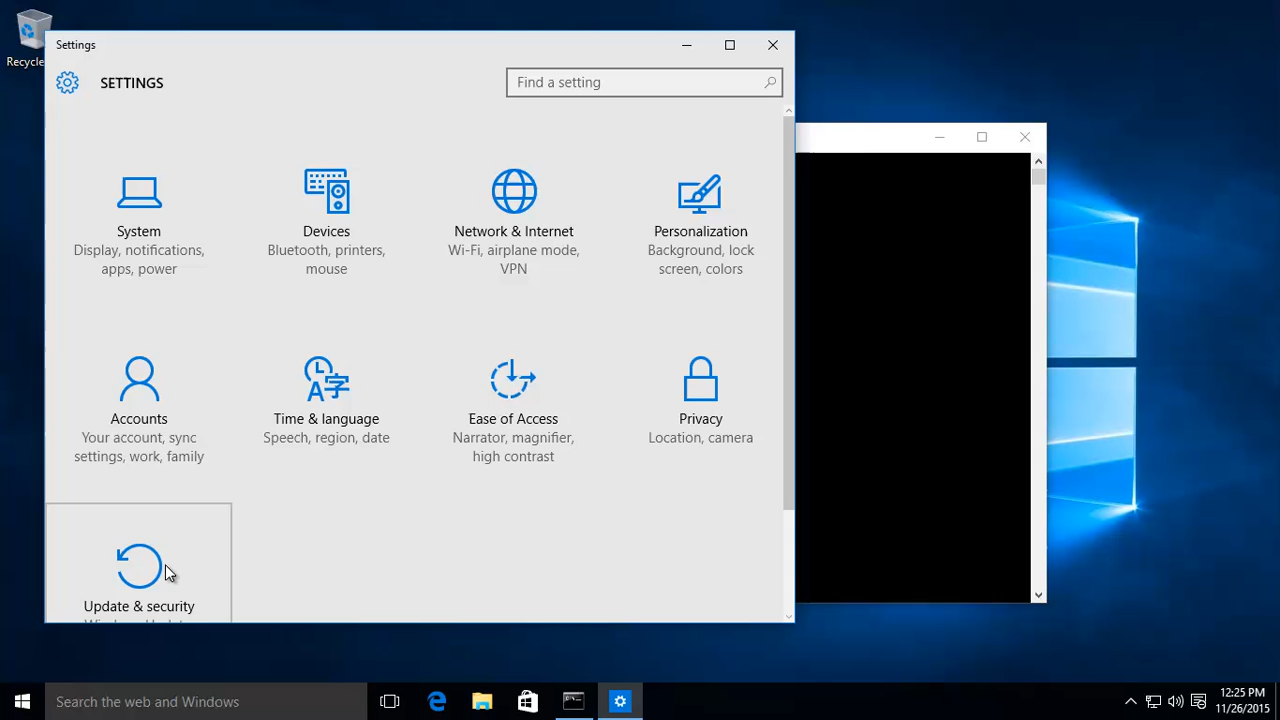 Recycle
Settings
SETTINGS
Find a setting
System
Display, notifications,
apps, power
Devices
Bluetooth, printers,
mouse
Network & Internet
Wi-Fi, airplane mode,
VPN
Personalization
Background, lock
screen, colors
Accounts
Your account, sync
settings, work, family
Time & language
Speech, region, date
Ease of Access
Narrator, magnifier,
high contrast
Privacy
Location, camera
Update & security
Search the web and Windows
12:25 PM
11/26/2015